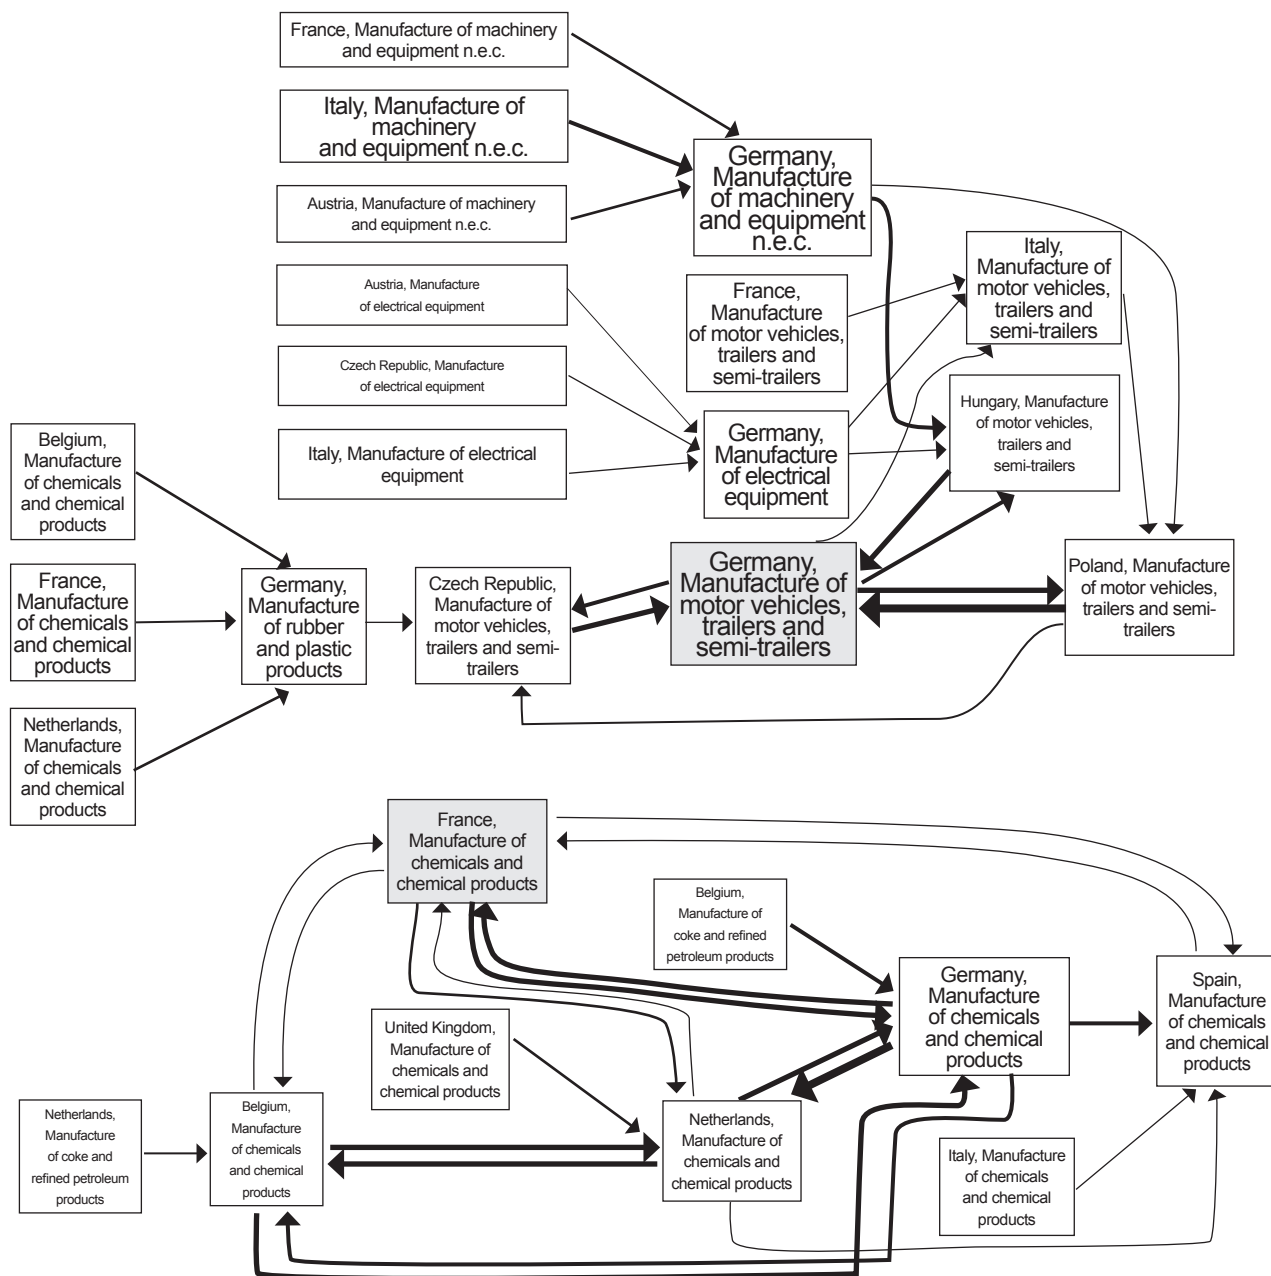 France, Manufacture of machinery
and equipment n.e.c.
Italy, Manufacture of
machinery
and equipment n.e.c.
Austria, Manufacture of machinery
and equipment n.e.c.
Germany,
Manufacture
of machinery
and equipment
n.e.c.
Austria, Manufacture
of electrical equipment
Czech Republic, Manufacture
of electrical equipment
Italy, Manufacture of electrical
equipment
France,
Manufacture
of motor vehicles,
trailers and
semi-trailers
Italy,
Manufacture of
motor vehicles,
trailers and
semi-trailers
Germany,
Manufacture
of electrical
equipment
Hungary, Manufacture
of motor vehicles,
trailers and
semi-trailers
Belgium,
Manufacture
of chemicals
and chemical
products
France,
Manufacture
of chemicals
and chemical
products
Netherlands,
Manufacture
of chemicals
and chemical
products
Germany,
Manufacture
of rubber
and plastic
products
Czech Republic,
Manufacture of
motor vehicles,
trailers and semi-
trailers
Germany,
Manufacture of
motor vehicles,
trailers and
semi-trailers
Poland, Manufacture
of motor vehicles,
trailers and semi-
trailers
France,
Manufacture of
chemicals and
chemical products
Belgium,
Manufacture of
coke and refined
petroleum products
Germany,
Manufacture
of chemicals
and chemical
products
Spain,
Manufacture
of chemicals
and chemical
products
United Kingdom,
Manufacture of
chemicals and
chemical products
Netherlands,
Manufacture
of coke and
refined petroleum
products
Belgium,
Manufacture
of chemicals
and chemical
products
Netherlands,
Manufacture of
chemicals and
chemical products
Italy, Manufacture
of chemicals
and chemical
products